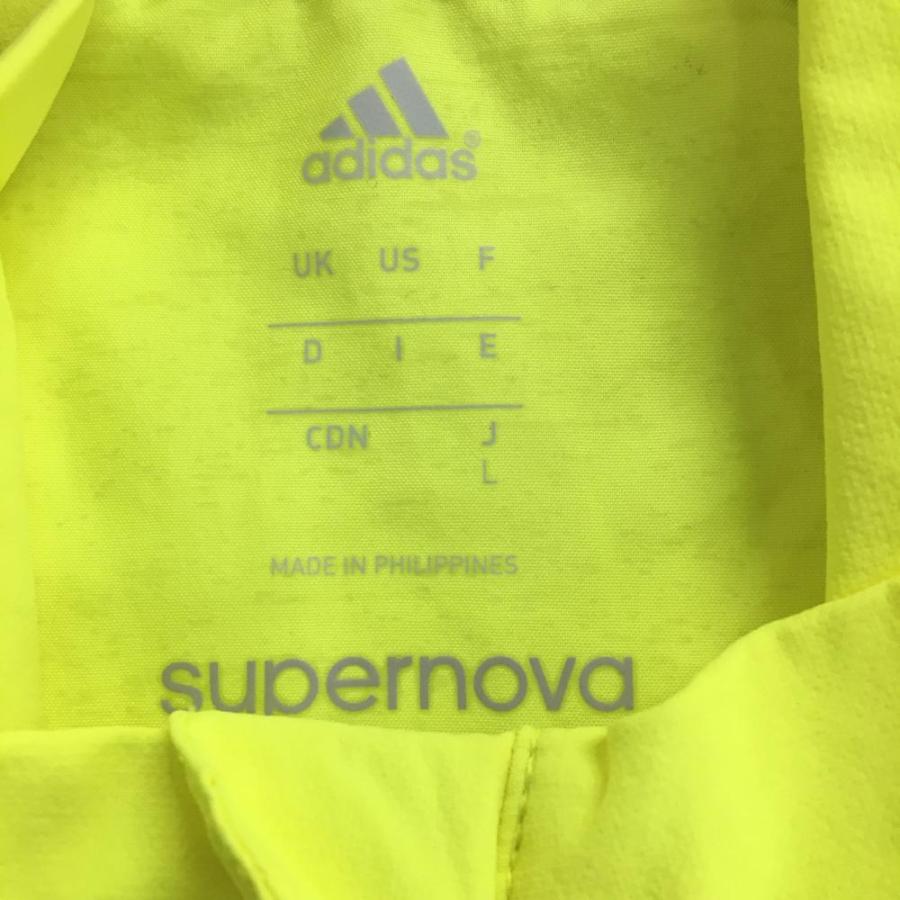 adidas®
UK US F
D I E
CDN J
L
MADE IN PHILIPPINES
supernova